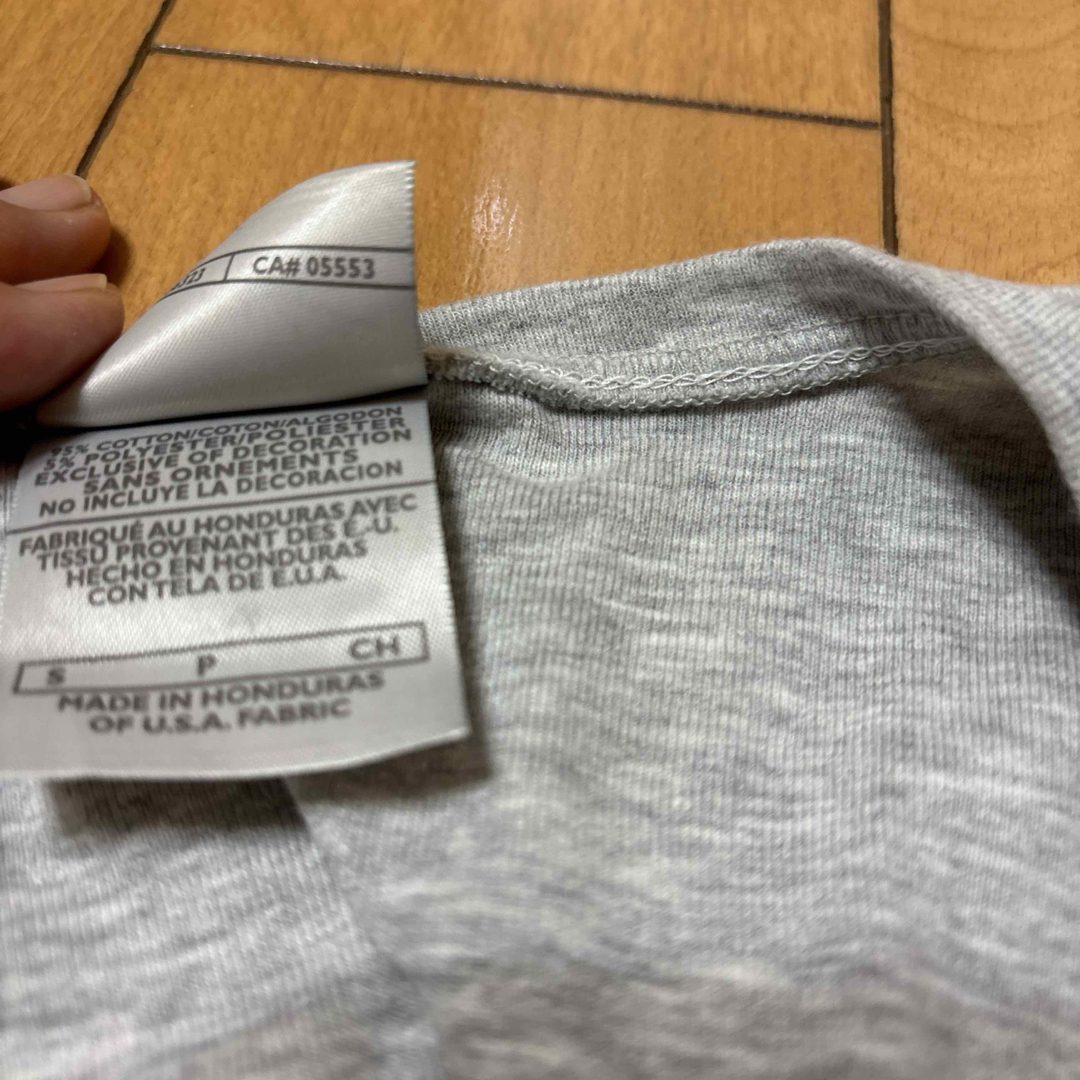 CA# 05553
95% COTTON/COTON/ALGODON
5% POLYESTER/POLIESTER
EXCLUSIVE OF DECORATION
SANS ORNEMENTS
NO INCLUYE LA DECORACION
FABRIQUÉ AU HONDURAS AVEC
TISSU PROVENANT DES É.-U.
HECHO EN HONDURAS
CON TELA DE E.U.A.
S P CH
MADE IN HONDURAS
OF U.S.A. FABRIC